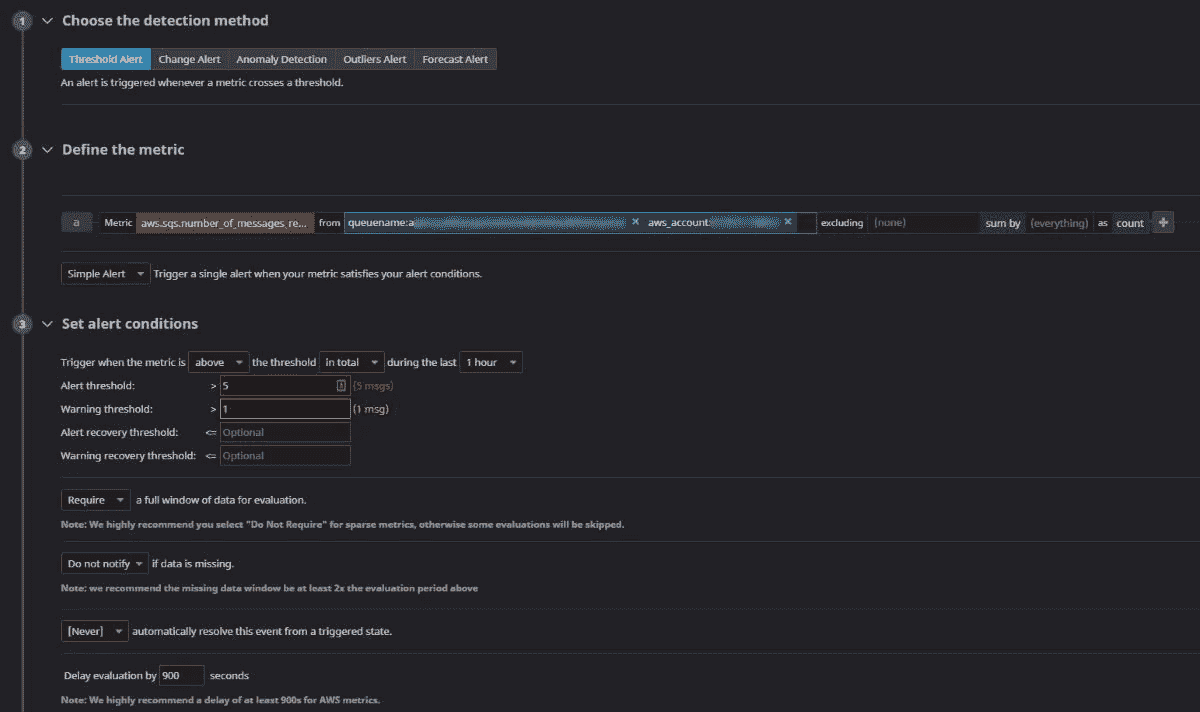 1 Choose the detection method
Threshold Alert Change Alert Anomaly Detection Outliers Alert Forecast Alert
An alert is triggered whenever a metric crosses a threshold.
2 Define the metric
a Metric aws.sqs.number_of_messages_re... from queuename:a × aws_account: × excluding (none) sum by (everything) as count +
Simple Alert Trigger a single alert when your metric satisfies your alert conditions.
3 Set alert conditions
Trigger when the metric is above the threshold in total during the last 1 hour
Alert threshold: > 5 (5 msgs)
Warning threshold: > 1 (1 msg)
Alert recovery threshold: <= Optional
Warning recovery threshold: <= Optional
Require a full window of data for evaluation.
Note: We highly recommend you select "Do Not Require" for sparse metrics, otherwise some evaluations will be skipped.
Do not notify if data is missing.
Note: we recommend the missing data window be at least 2x the evaluation period above
[Never] automatically resolve this event from a triggered state.
Delay evaluation by 900 seconds
Note: We highly recommend a delay of at least 900s for AWS metrics.